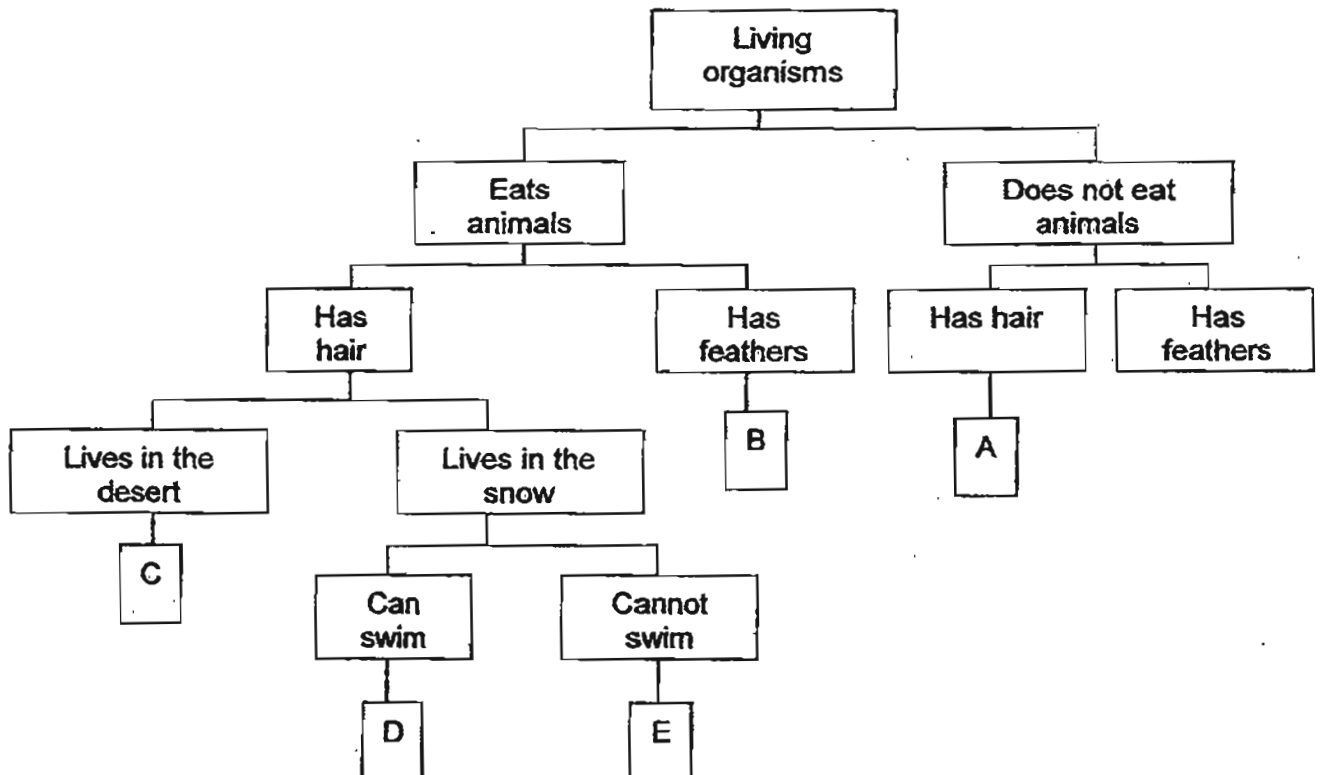 Living
organisms
Eats
animals
Does not eat
animals
Has
hair
Has
feathers
Has hair
Has
feathers
Lives in the
desert
Lives in the
snow
B
A
C
Can
swim
Cannot
swim
D
E